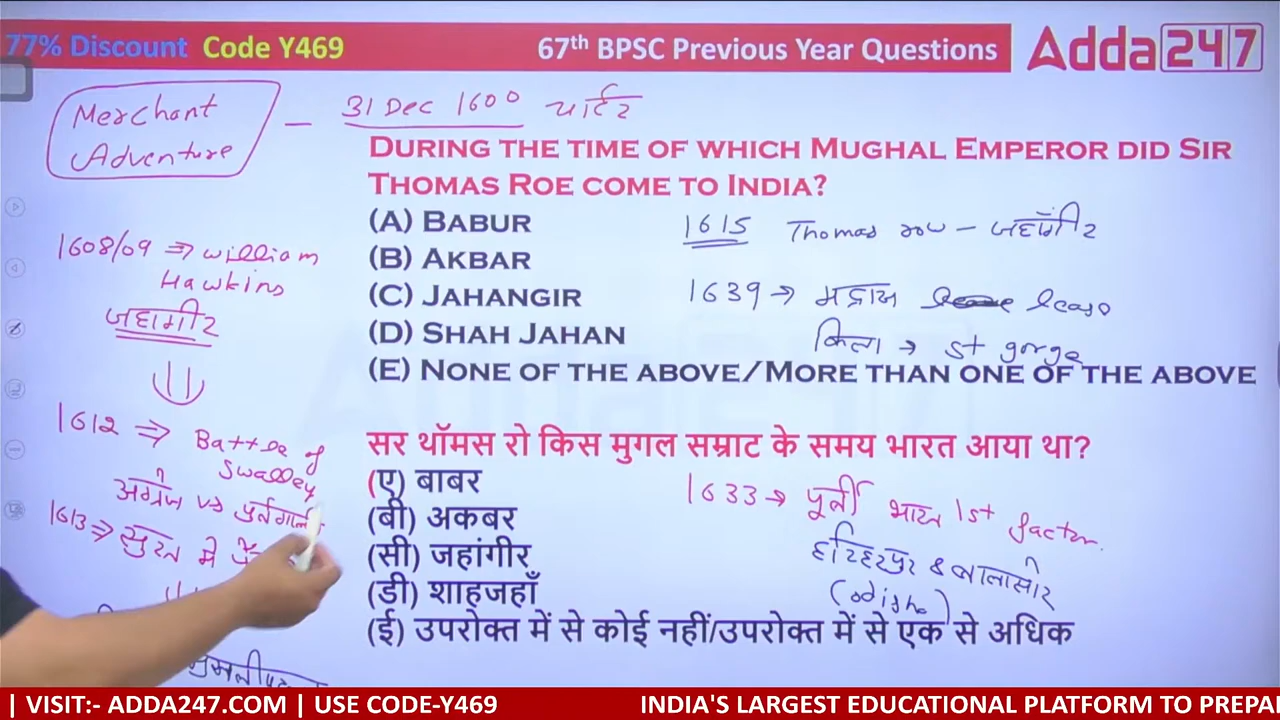 77% Discount Code Y469
67th BPSC Previous Year Questions
Adda247
Merchant
Adventure
– 31 Dec 1600 चार्टर
DURING THE TIME OF WHICH MUGHAL EMPEROR DID SIR
THOMAS ROE COME TO INDIA?
(A) BABUR
(B) AKBAR
(C) JAHANGIR
(D) SHAH JAHAN
(E) NONE OF THE ABOVE/MORE THAN ONE OF THE ABOVE
1615 Thomas row – जहाँगीर
1639 → मद्रास lease
किला → st gorge
1608/09 ⇒ william
Hawkins
जहागीर
1612 ⇒ Battle of
Swalley
अंग्रेज vs पुर्तगाली
1613 ⇒ सुरत मे
सर थॉमस रो किस मुगल सम्राट के समय भारत आया था?
(ए) बाबर
(बी) अकबर
(सी) जहांगीर
(डी) शाहजहाँ
(ई) उपरोक्त में से कोई नहीं/उपरोक्त में से एक से अधिक
1633 → पूर्वी भारत 1st factor.
हरिहरपुर & बालासोर
(odisha)
| VISIT:- ADDA247.COM | USE CODE-Y469
INDIA'S LARGEST EDUCATIONAL PLATFORM TO PREPA